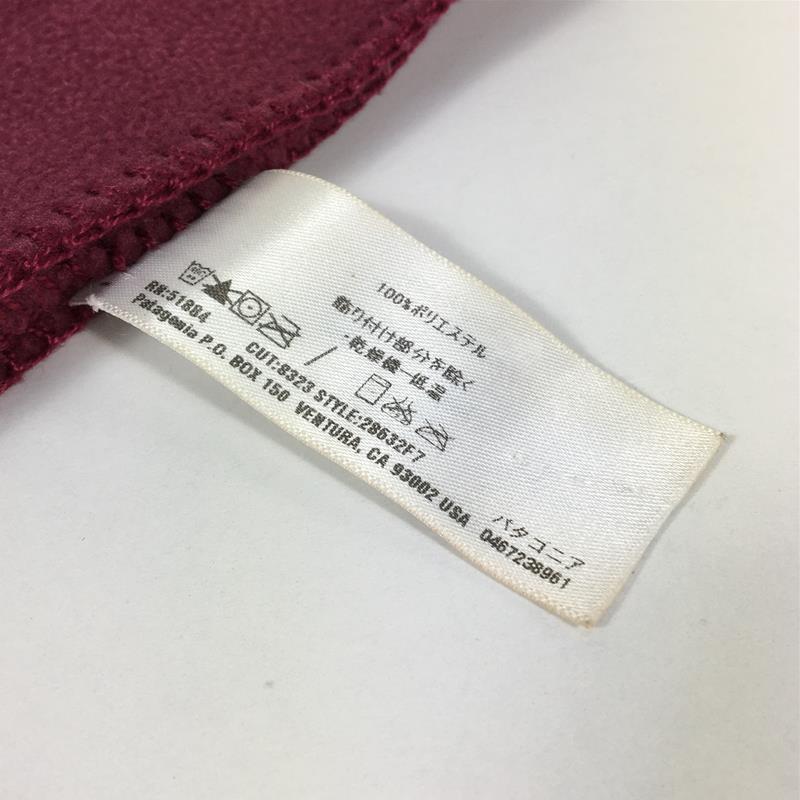 100%ポリエステル
飾り付け部分を除く
・乾燥機ー低温
RN:51884 CUT:8323 STYLE:28632F7
Patagonia P.O. BOX 150 VENTURA, CA 93002 USA
パタゴニア
0467238961